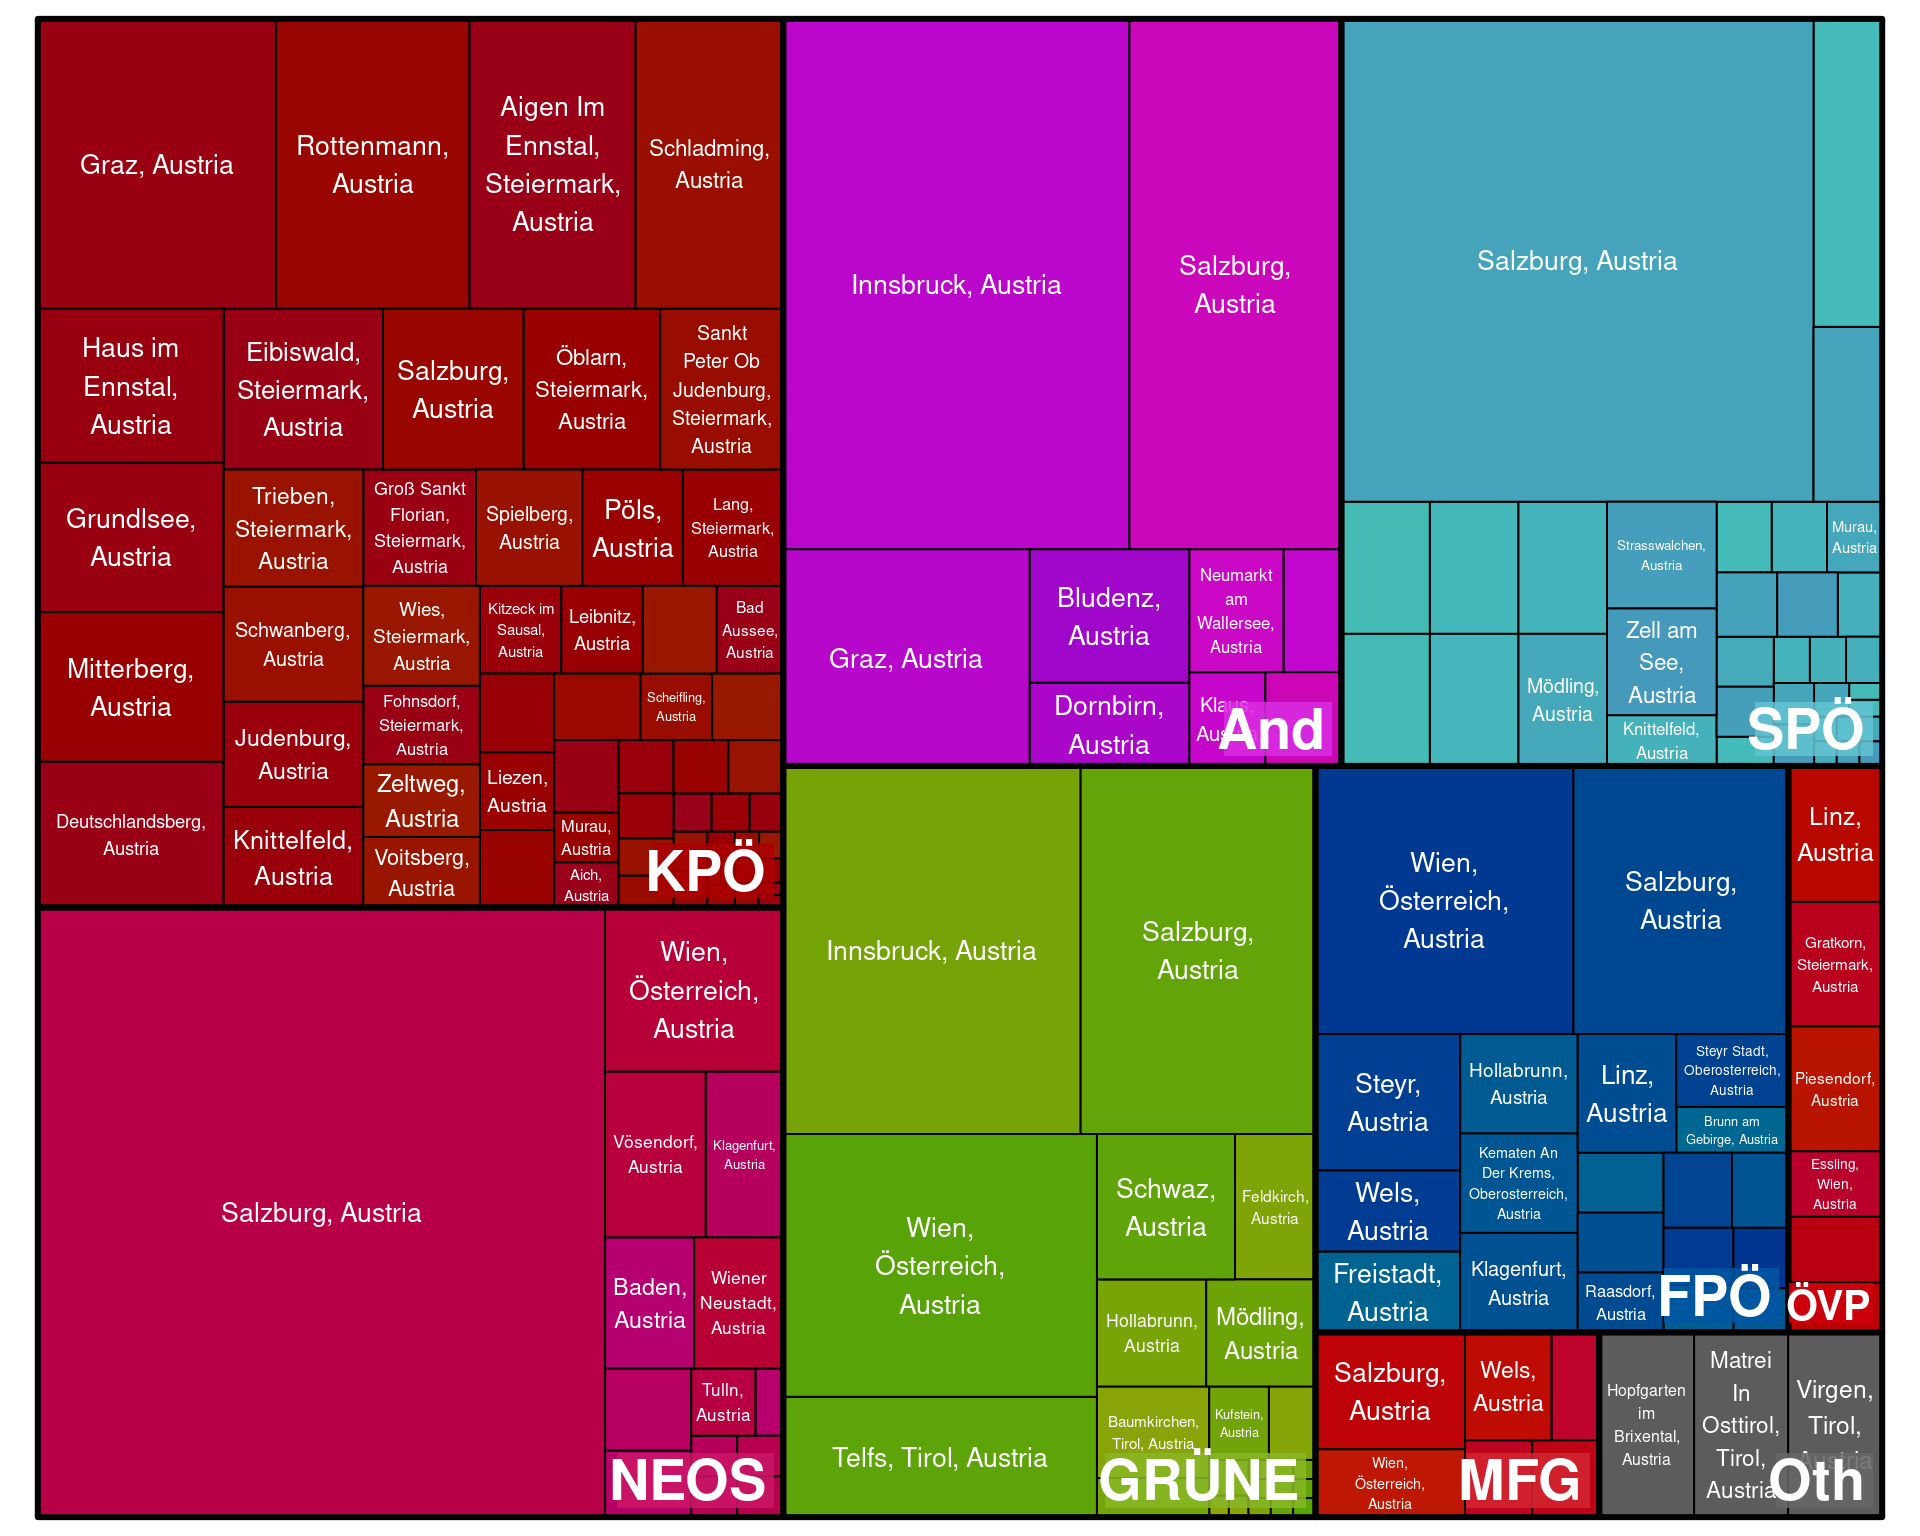 Graz, Austria
Rottenmann,
Austria
Aigen Im
Ennstal,
Steiermark,
Austria
Schladming,
Austria
Haus im
Ennstal,
Austria
Eibiswald,
Steiermark,
Austria
Salzburg,
Austria
Öblarn,
Steiermark,
Austria
Sankt
Peter Ob
Judenburg,
Steiermark,
Austria
Grundlsee,
Austria
Trieben,
Steiermark,
Austria
Groß Sankt
Florian,
Steiermark,
Austria
Spielberg,
Austria
Pöls,
Austria
Lang,
Steiermark,
Austria
Mitterberg,
Austria
Schwanberg,
Austria
Wies,
Steiermark,
Austria
Kitzeck im
Sausal,
Austria
Leibnitz,
Austria
Bad
Aussee,
Austria
Judenburg,
Austria
Fohnsdorf,
Steiermark,
Austria
Scheifling,
Austria
Deutschlandsberg,
Austria
Knittelfeld,
Austria
Zeltweg,
Austria
Voitsberg,
Austria
Liezen,
Austria
Murau,
Austria
Aich,
Austria
KPÖ
Innsbruck, Austria
Salzburg,
Austria
Graz, Austria
Bludenz,
Austria
Dornbirn,
Austria
Neumarkt
am
Wallersee,
Austria
Klaus,
Austria
And
Salzburg, Austria
Strasswalchen,
Austria
Murau,
Austria
Mödling,
Austria
Zell am
See,
Austria
Knittelfeld,
Austria
SPÖ
Salzburg, Austria
Wien,
Österreich,
Austria
Vösendorf,
Austria
Klagenfurt,
Austria
Baden,
Austria
Wiener
Neustadt,
Austria
Tulln,
Austria
NEOS
Innsbruck, Austria
Salzburg,
Austria
Wien,
Österreich,
Austria
Schwaz,
Austria
Feldkirch,
Austria
Hollabrunn,
Austria
Mödling,
Austria
Telfs, Tirol, Austria
Baumkirchen,
Tirol, Austria
Kufstein,
Austria
GRÜNE
Wien,
Österreich,
Austria
Salzburg,
Austria
Steyr,
Austria
Hollabrunn,
Austria
Linz,
Austria
Steyr Stadt,
Oberosterreich,
Austria
Brunn am
Gebirge, Austria
Kematen An
Der Krems,
Oberosterreich,
Austria
Wels,
Austria
Freistadt,
Austria
Klagenfurt,
Austria
Raasdorf,
Austria
FPÖ
Linz,
Austria
Gratkorn,
Steiermark,
Austria
Piesendorf,
Austria
Essling,
Wien,
Austria
ÖVP
Salzburg,
Austria
Wels,
Austria
Wien,
Österreich,
Austria
MFG
Hopfgarten
im
Brixental,
Austria
Matrei
In
Osttirol,
Tirol,
Austria
Virgen,
Tirol,
Austria
Oth